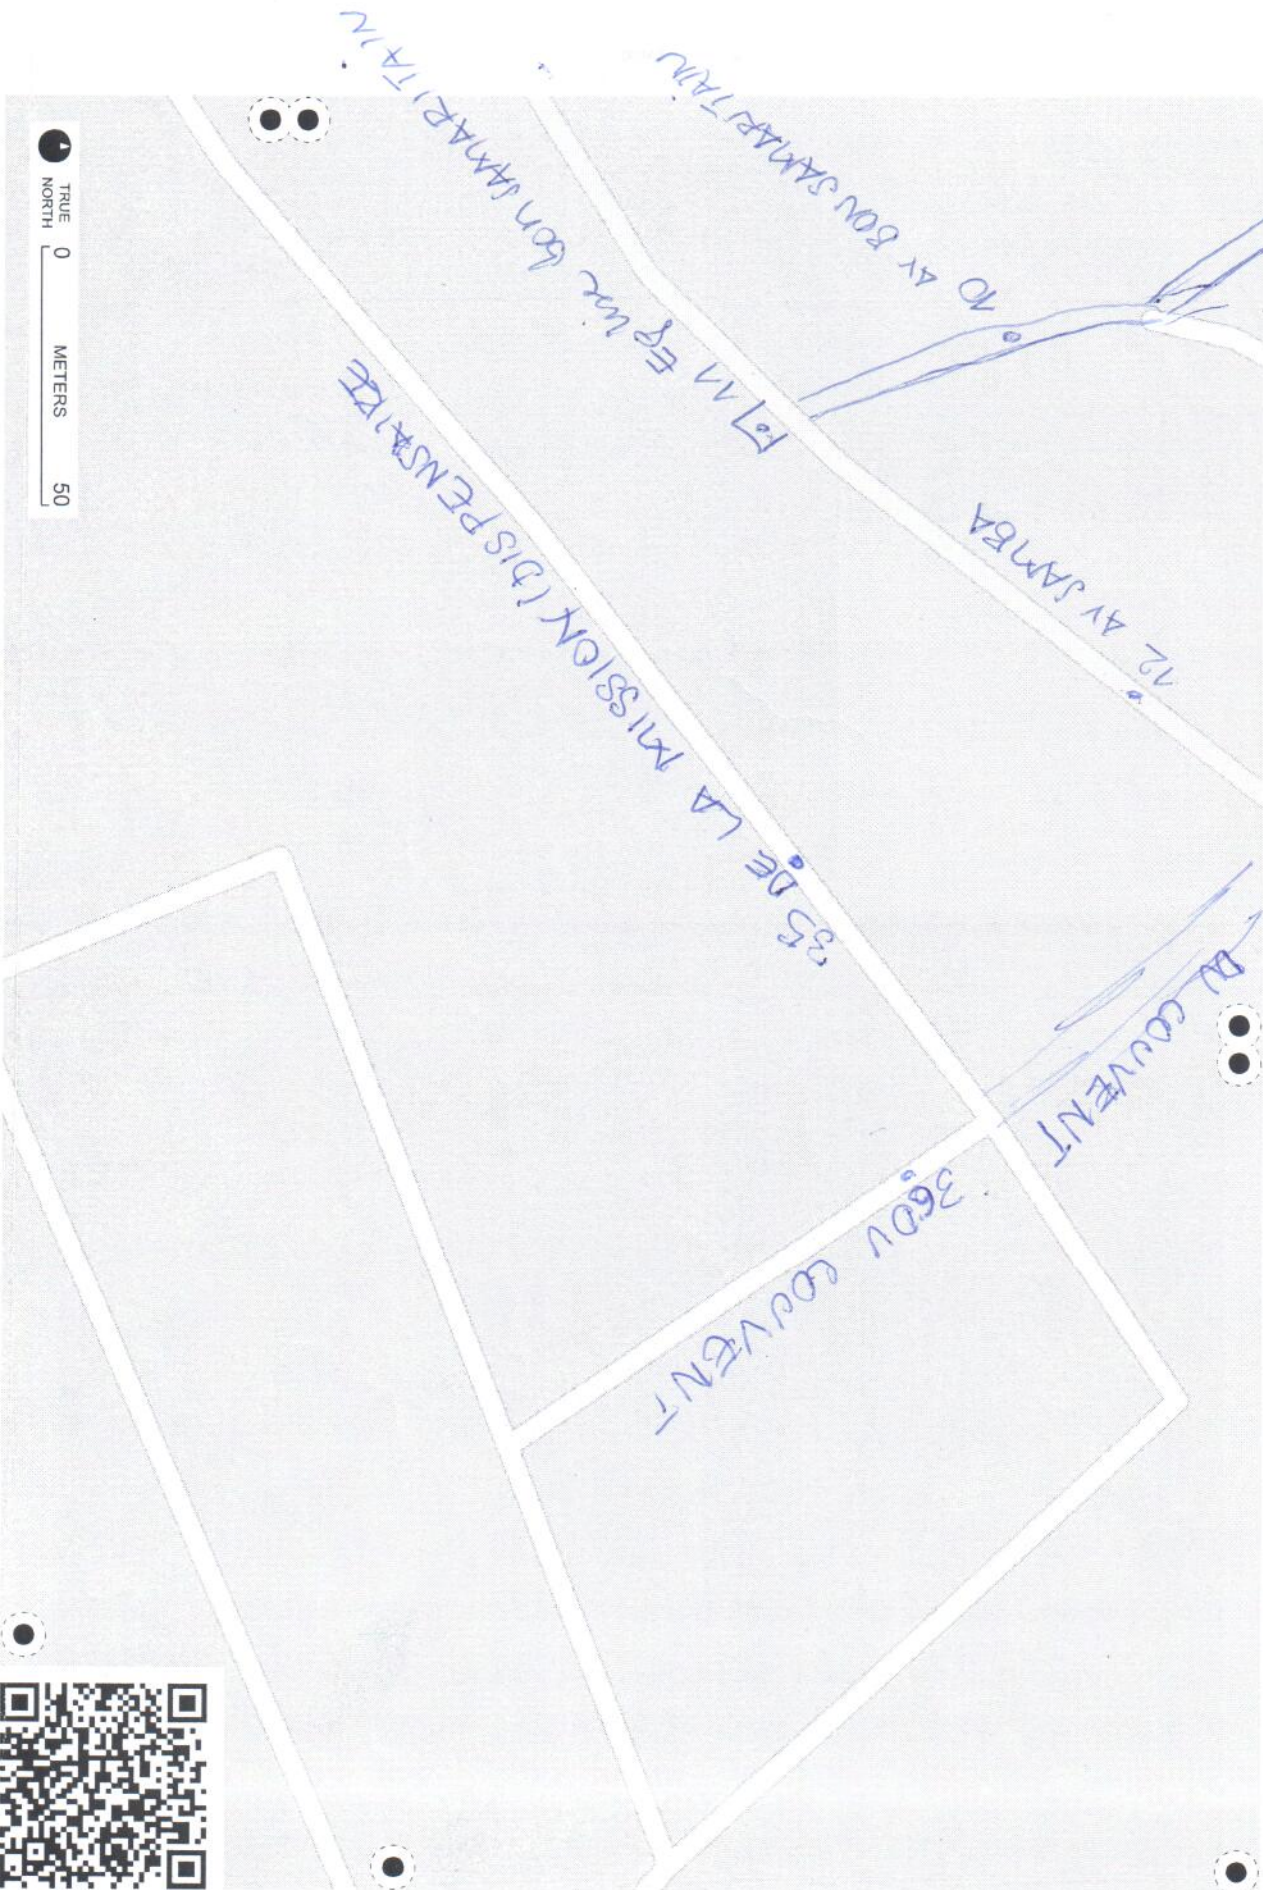 TRUE
NORTH
0 METERS 50
10 AV BON SAMARITAIN
11 Eglise bon SAMARITAIN
12 AV SAMBA
35 DE LA MISSION (DISPENSAIRE
DU COUVENT
36 DU COUVENT